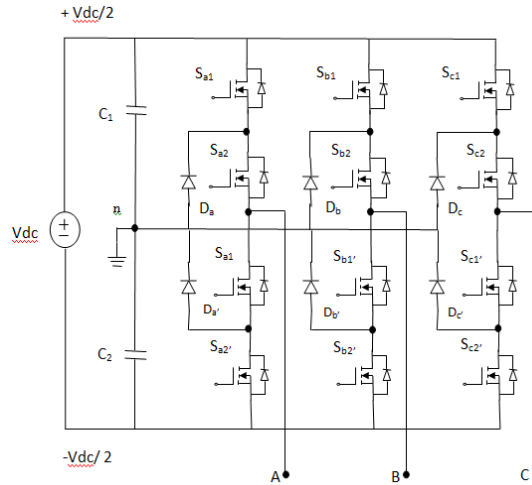 + Vdc/2
Sa1
Sb1
Sc1
C1
Sa2
Sb2
Sc2
n
Da
Db
Dc
Vdc
Sa1
Sb1'
Sc1'
Da'
Db'
Dc'
C2
Sa2'
Sb2'
Sc2'
-Vdc/ 2
A
B
C